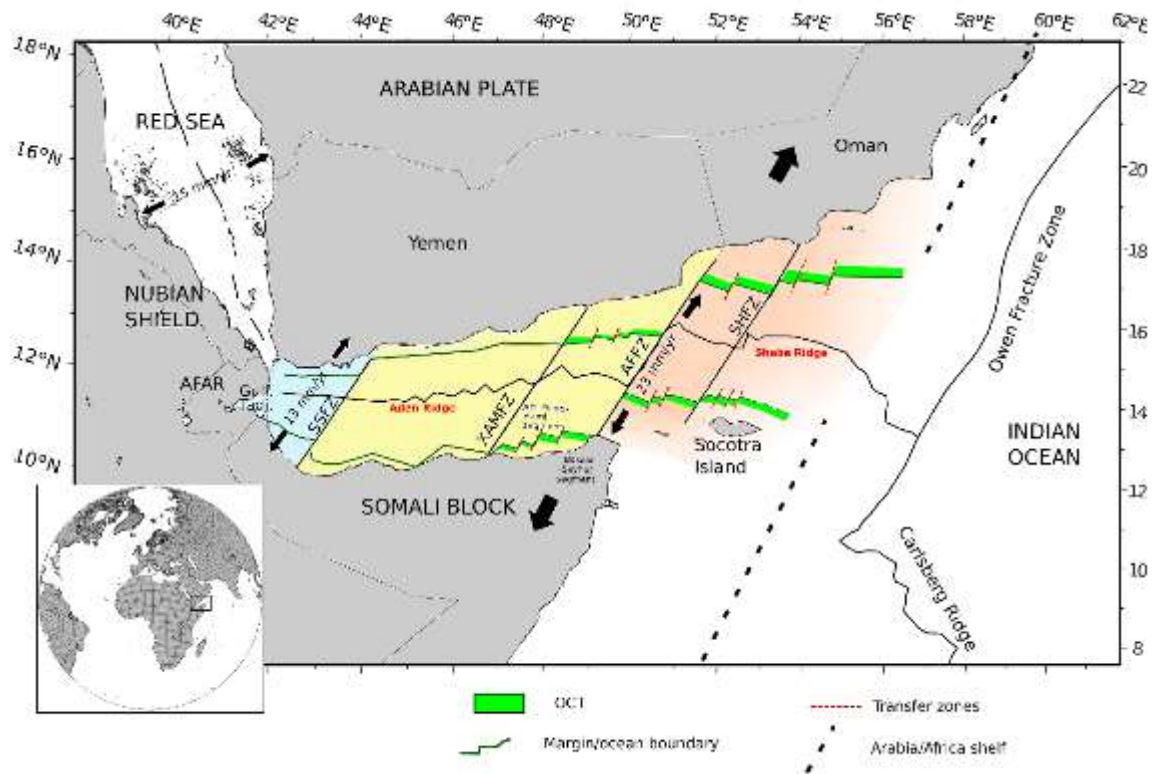 40°E 42°E 44°E 46°E 48°E 50°E 52°E 54°E 56°E 58°E 60°E 62°E
18°N
16°N
14°N
12°N
10°N
22
20
18
16
14
12
10
8
ARABIAN PLATE
RED SEA
Oman
Yemen
NUBIAN
SHIELD
AFAR
13 mm/yr
SSFZ
Aden Ridge
XAMFZ
AFFZ
23 mm/yr
SHFZ
Sheba Ridge
Owen Fracture Zone
Socotra
Island
INDIAN
OCEAN
SOMALI BLOCK
Carlsberg Ridge
OCT
Margin/ocean boundary
Transfer zones
Arabia/Africa shelf